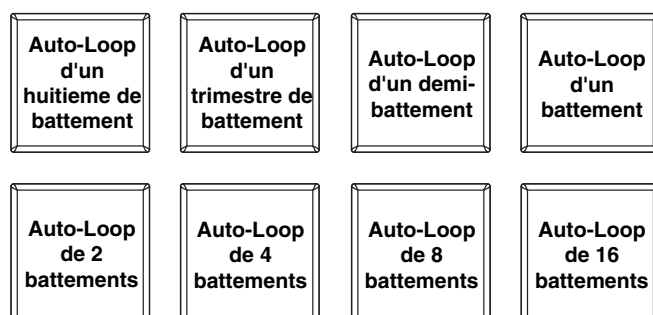 Auto-Loop
d'un
huitieme de
battement
Auto-Loop
d'un
trimestre de
battement
Auto-Loop
d'un demi-
battement
Auto-Loop
d'un
battement
Auto-Loop
de 2
battements
Auto-Loop
de 4
battements
Auto-Loop
de 8
battements
Auto-Loop
de 16
battements